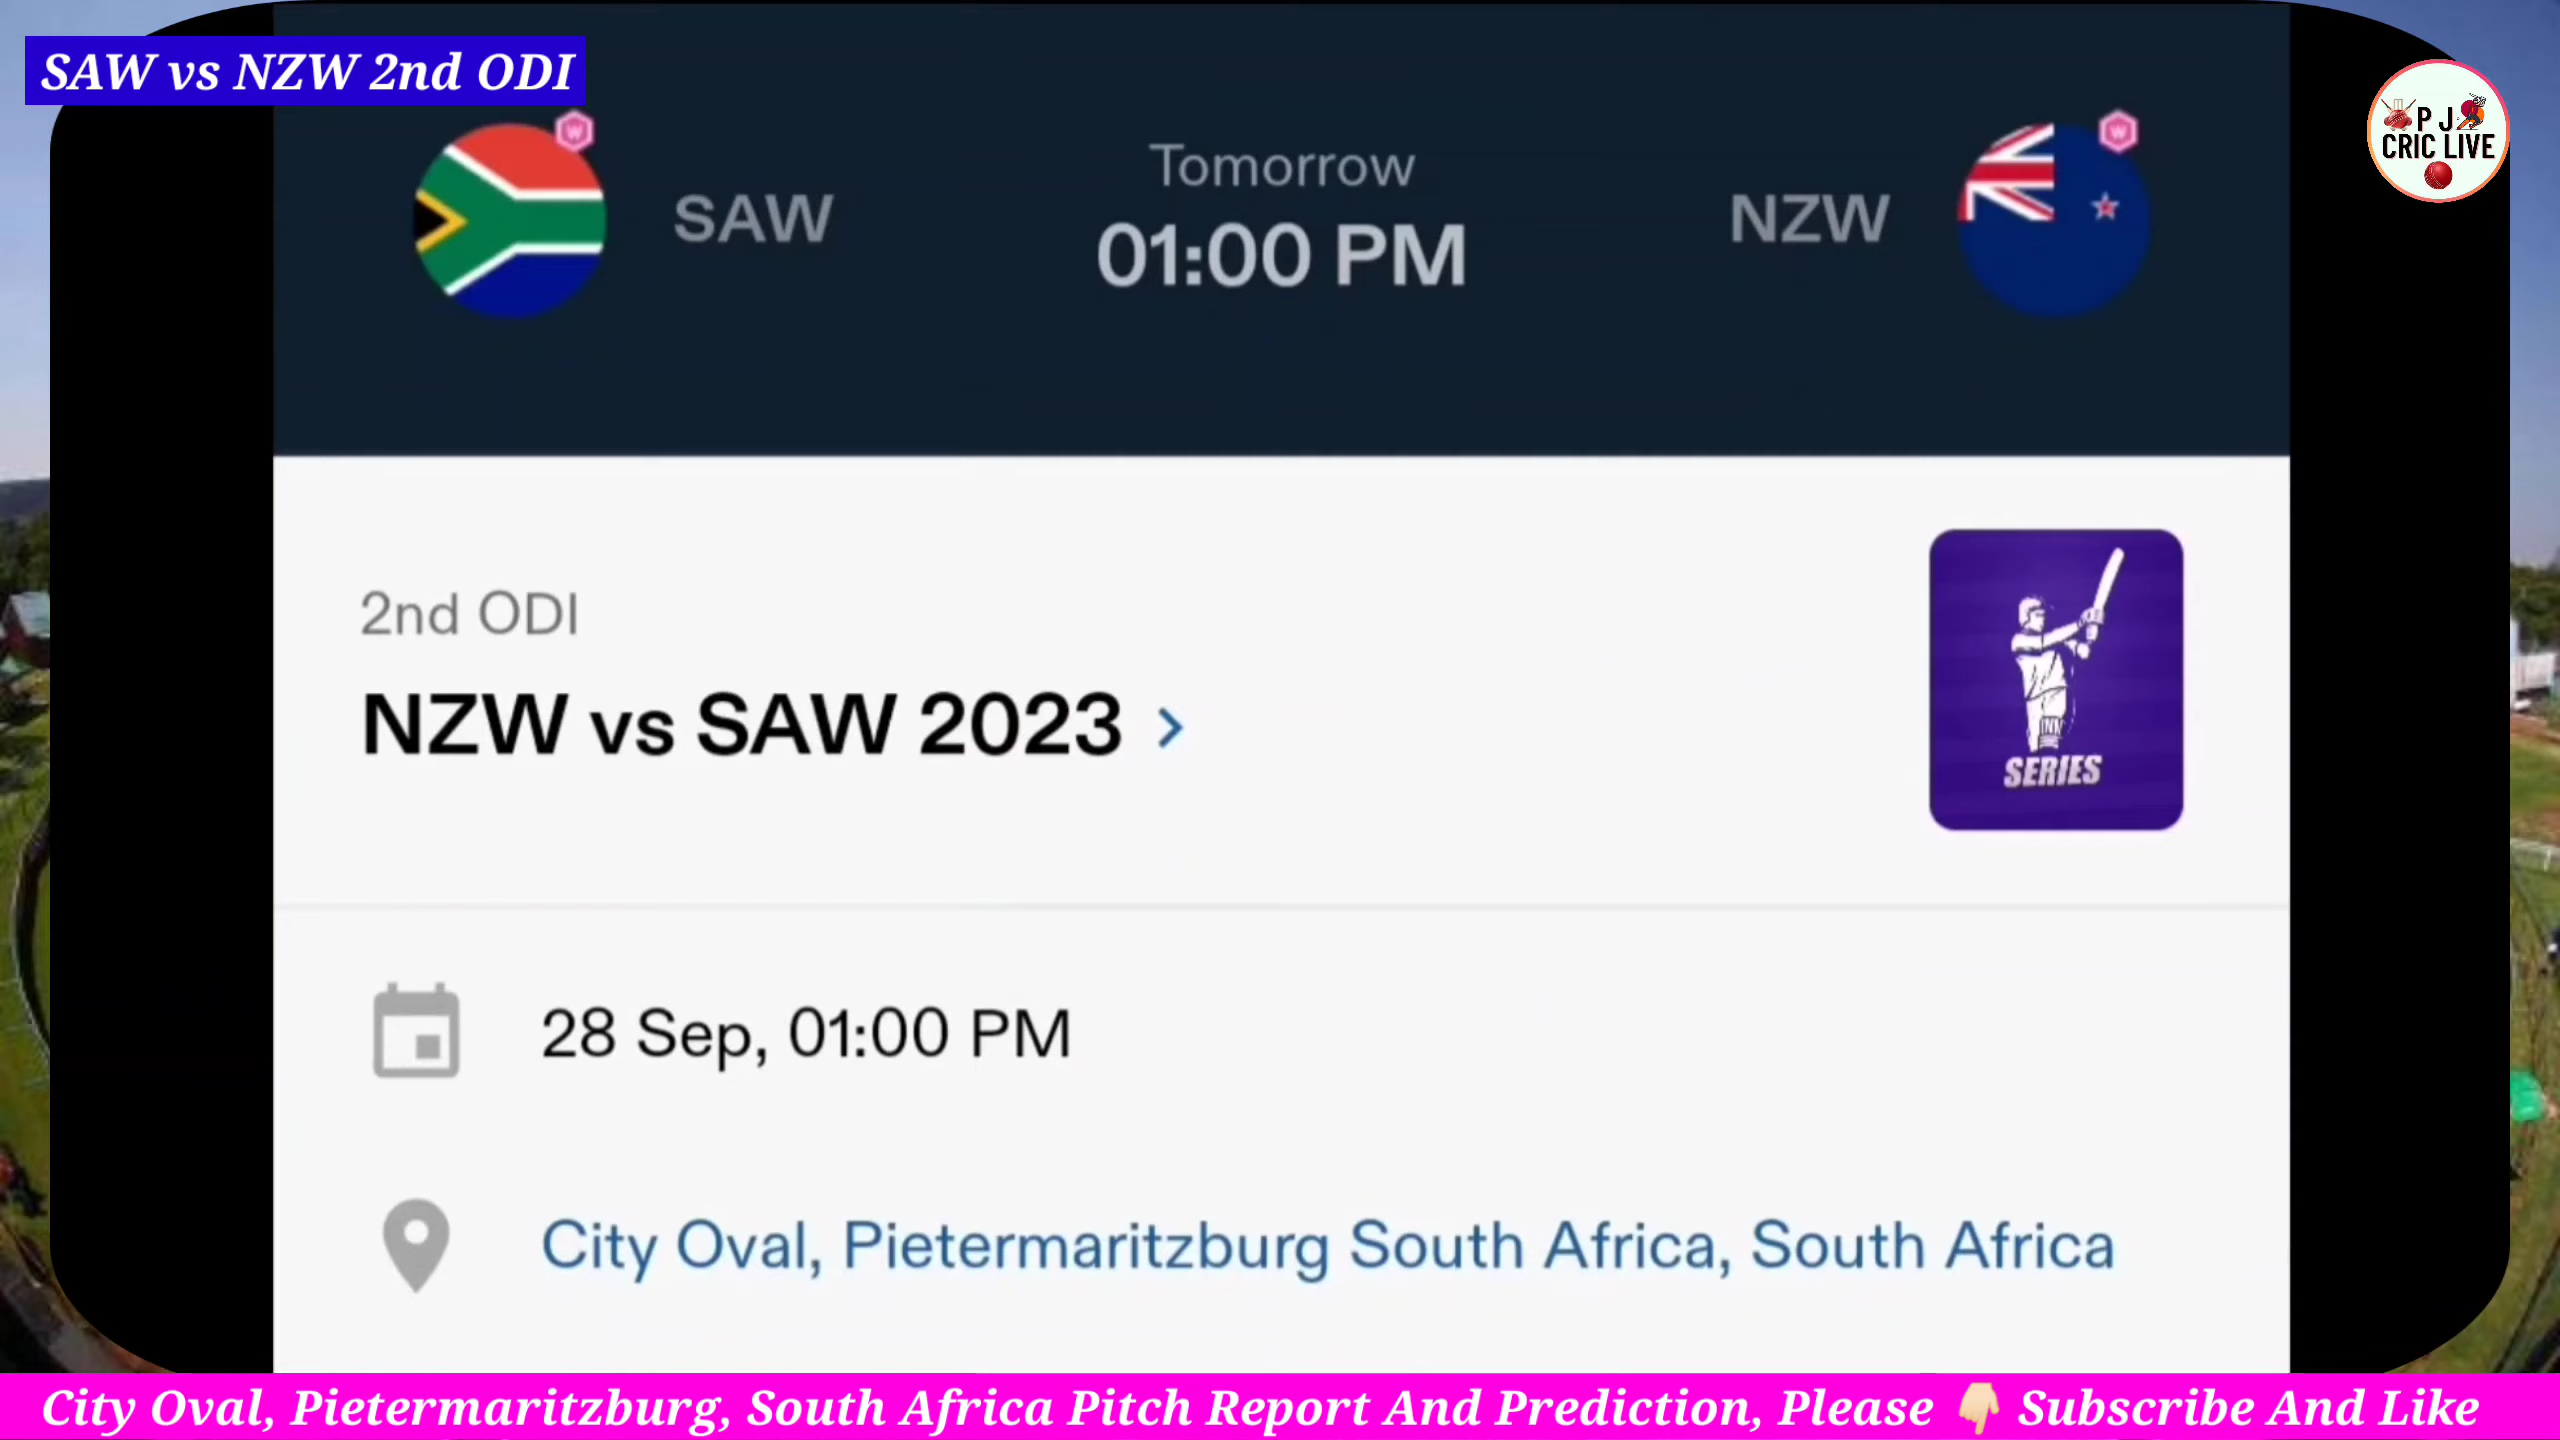 SAW vs NZW 2nd ODI
W
SAW
Tomorrow
01:00 PM
NZW
W
P J
CRIC LIVE
2nd ODI
NZW vs SAW 2023 >
SERIES
28 Sep, 01:00 PM
City Oval, Pietermaritzburg South Africa, South Africa
City Oval, Pietermaritzburg, South Africa Pitch Report And Prediction, Please 👇🏼 Subscribe And Like